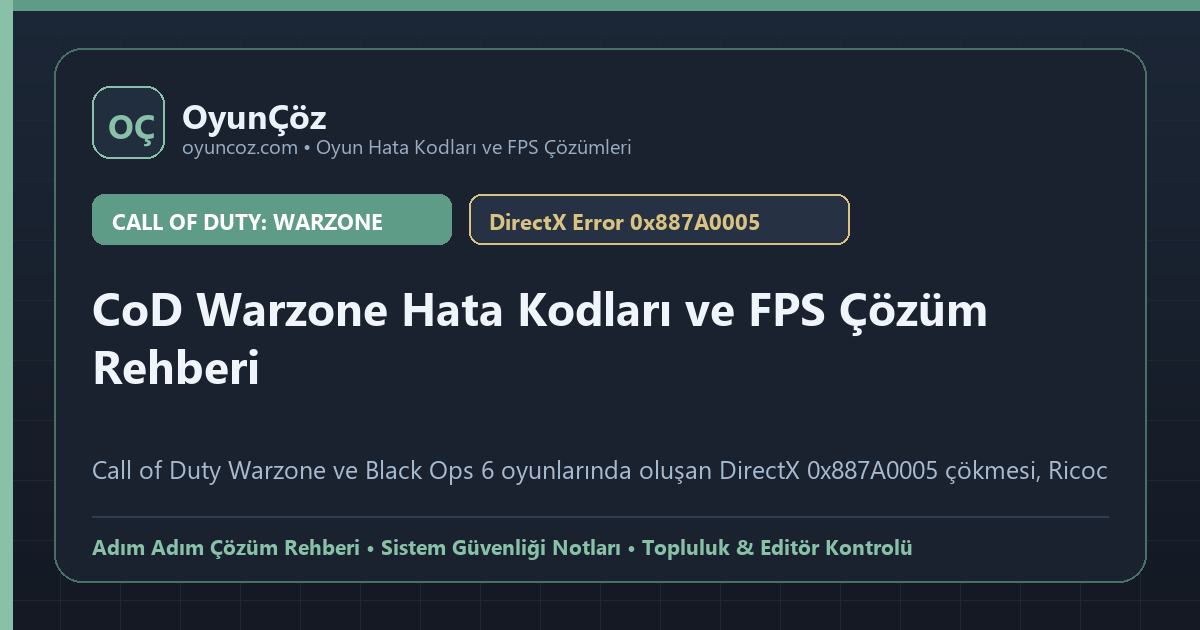 OÇ
OyunÇöz
oyuncoz.com • Oyun Hata Kodları ve FPS Çözümleri
CALL OF DUTY: WARZONE
DirectX Error 0x887A0005
CoD Warzone Hata Kodları ve FPS Çözüm
Rehberi
Call of Duty Warzone ve Black Ops 6 oyunlarında oluşan DirectX 0x887A0005 çökmesi, Ricoc
Adım Adım Çözüm Rehberi • Sistem Güvenliği Notları • Topluluk & Editör Kontrolü